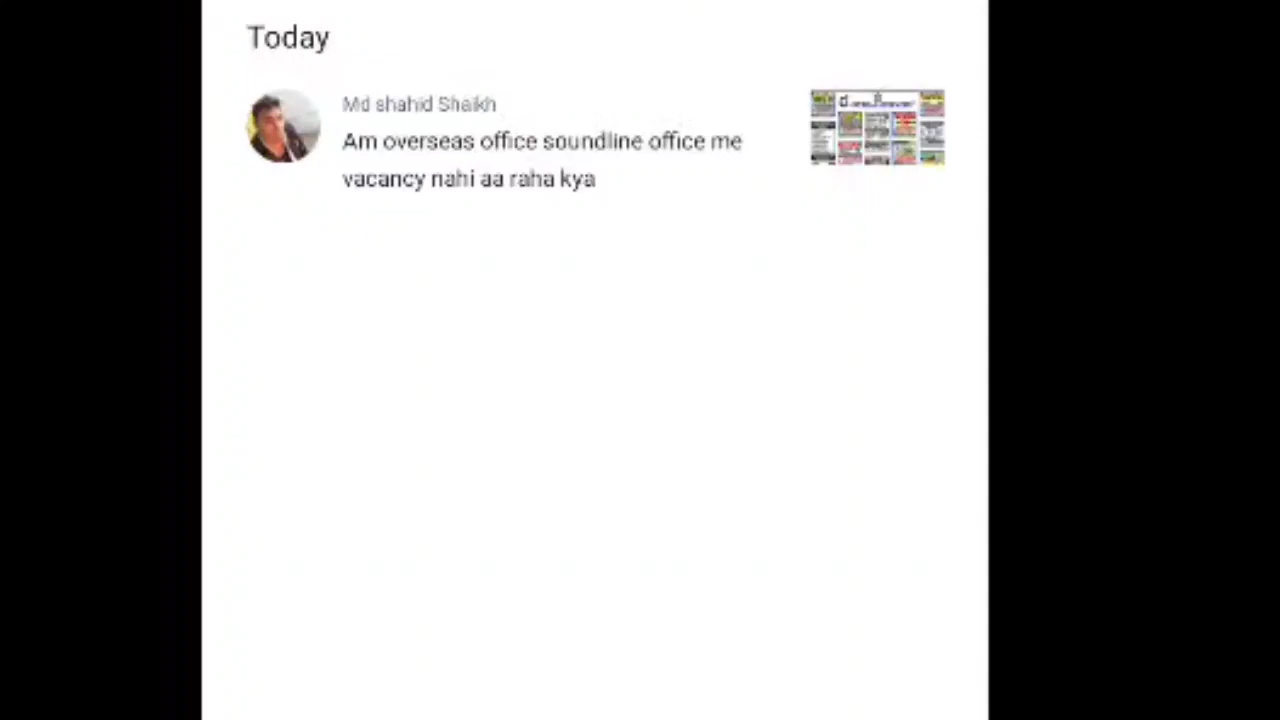 Today
Md shahid Shaikh
Am overseas office soundline office me
vacancy nahi aa raha kya